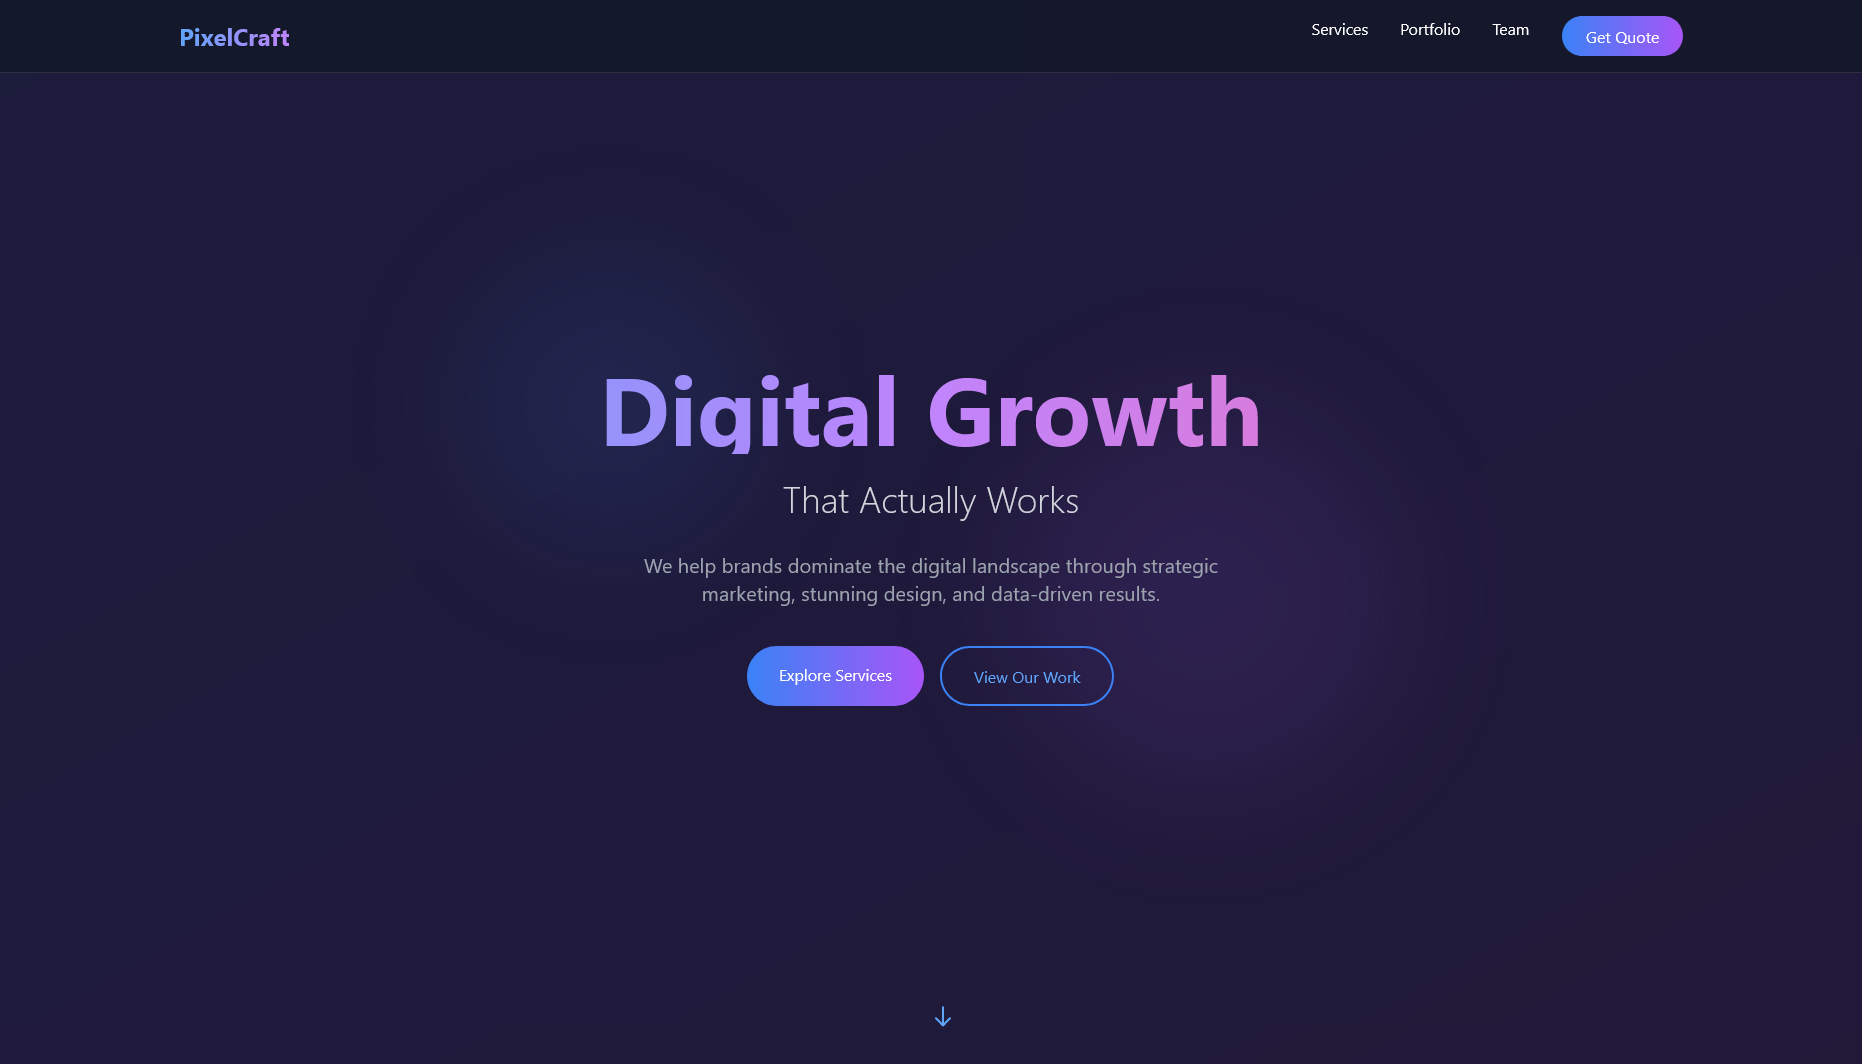 PixelCraft
Services
Portfolio
Team
Get Quote
Digital Growth
That Actually Works
We help brands dominate the digital landscape through strategic
marketing, stunning design, and data-driven results.
Explore Services
View Our Work